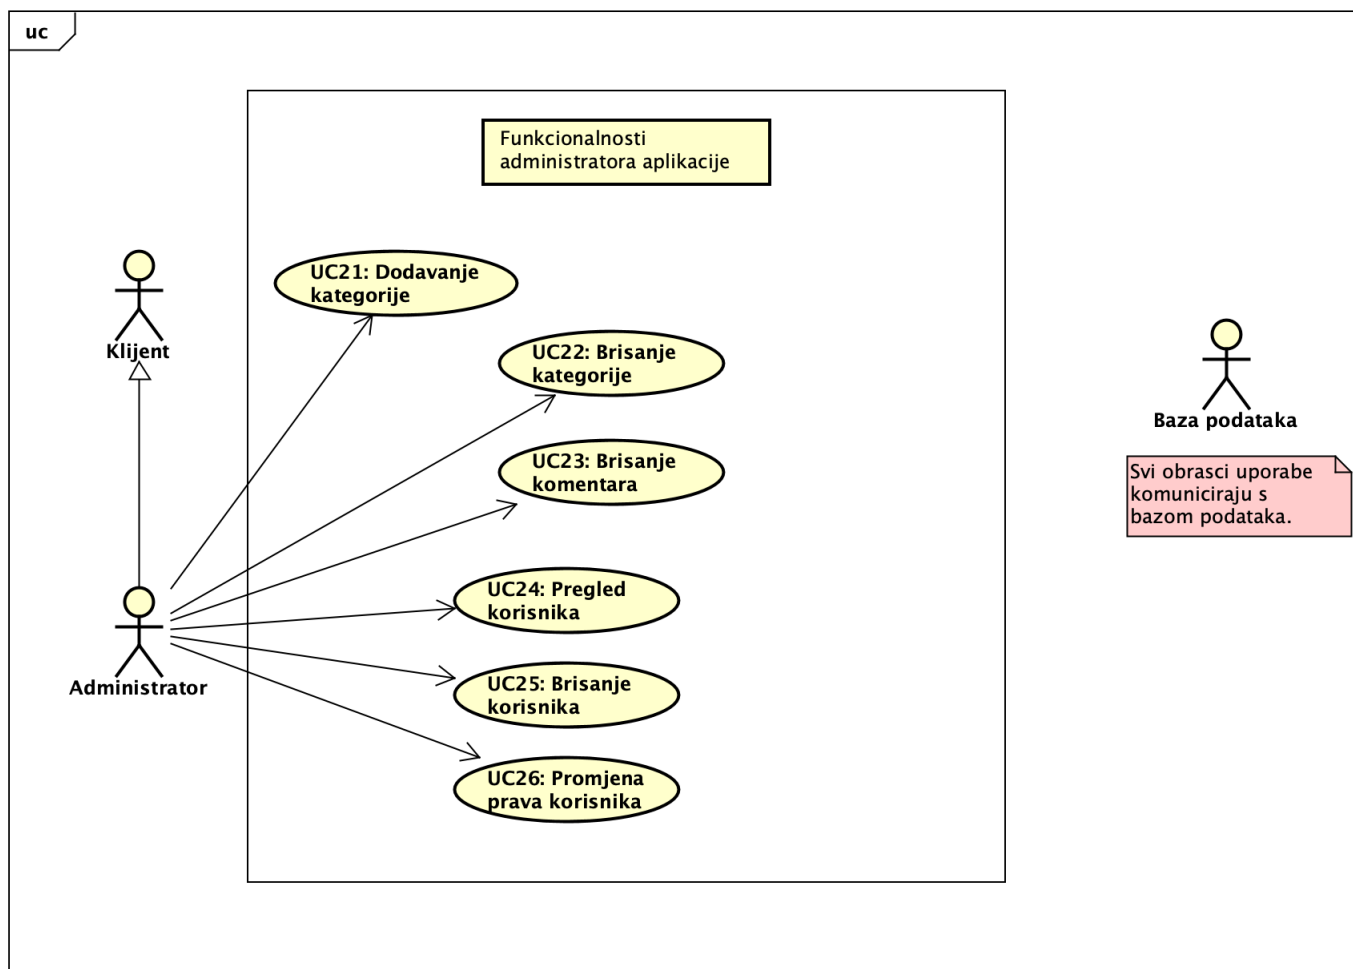 uc
Funkcionalnosti
administratora aplikacije
UC21: Dodavanje
kategorije
Klijent
UC22: Brisanje
kategorije
Baza podataka
UC23: Brisanje
komentara
Svi obrasci uporabe
komuniciraju s
bazom podataka.
UC24: Pregled
korisnika
Administrator
UC25: Brisanje
korisnika
UC26: Promjena
prava korisnika